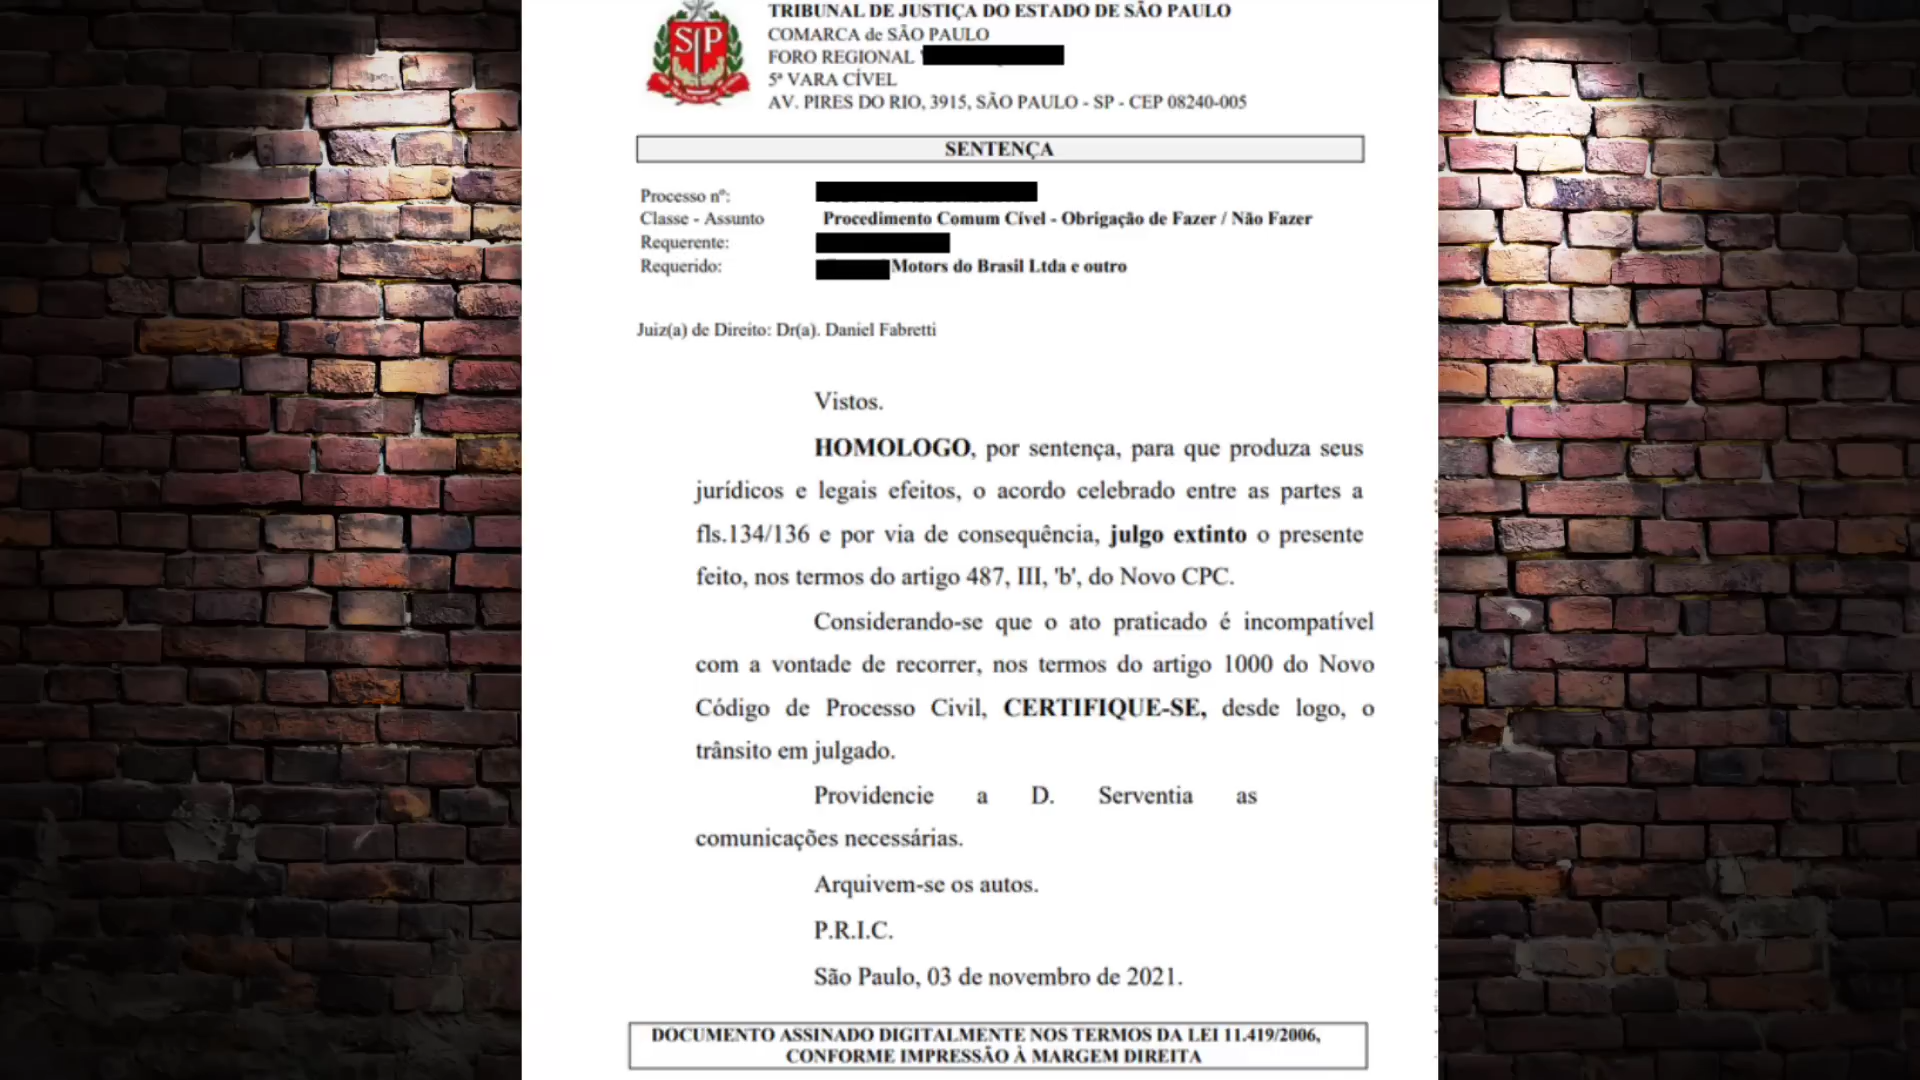 SP
TRIBUNAL DE JUSTIÇA DO ESTADO DE SÃO PAULO
COMARCA de SÃO PAULO
FORO REGIONAL
5ª VARA CÍVEL
AV. PIRES DO RIO, 3915, SÃO PAULO - SP - CEP 08240-005
SENTENÇA
Processo nº:
Classe - Assunto Procedimento Comum Cível - Obrigação de Fazer / Não Fazer
Requerente:
Requerido: Motors do Brasil Ltda e outro
Juiz(a) de Direito: Dr(a). Daniel Fabretti
Vistos.
HOMOLOGO, por sentença, para que produza seus
jurídicos e legais efeitos, o acordo celebrado entre as partes a
fls.134/136 e por via de consequência, julgo extinto o presente
feito, nos termos do artigo 487, III, 'b', do Novo CPC.
Considerando-se que o ato praticado é incompatível
com a vontade de recorrer, nos termos do artigo 1000 do Novo
Código de Processo Civil, CERTIFIQUE-SE, desde logo, o
trânsito em julgado.
Providencie a D. Serventia as
comunicações necessárias.
Arquivem-se os autos.
P.R.I.C.
São Paulo, 03 de novembro de 2021.
DOCUMENTO ASSINADO DIGITALMENTE NOS TERMOS DA LEI 11.419/2006,
CONFORME IMPRESSÃO À MARGEM DIREITA